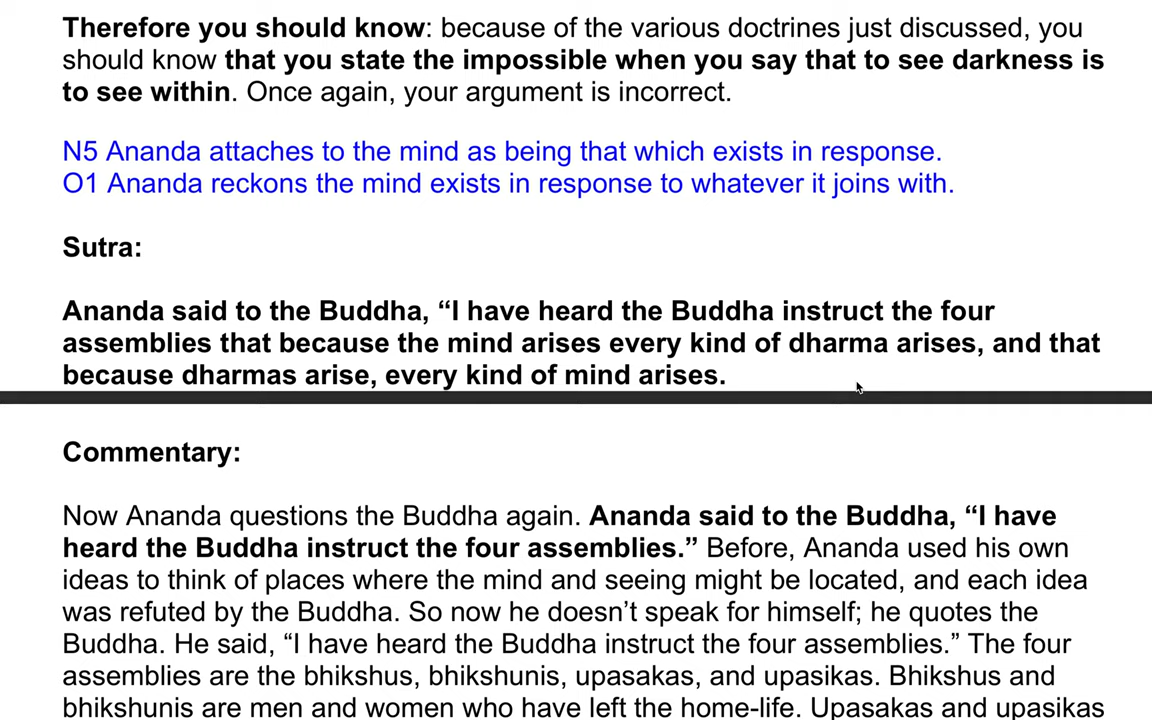 Therefore you should know: because of the various doctrines just discussed, you
should know that you state the impossible when you say that to see darkness is
to see within. Once again, your argument is incorrect.
N5 Ananda attaches to the mind as being that which exists in response.
O1 Ananda reckons the mind exists in response to whatever it joins with.
Sutra:
Ananda said to the Buddha, “I have heard the Buddha instruct the four
assemblies that because the mind arises every kind of dharma arises, and that
because dharmas arise, every kind of mind arises.
Commentary:
Now Ananda questions the Buddha again. Ananda said to the Buddha, “I have
heard the Buddha instruct the four assemblies.” Before, Ananda used his own
ideas to think of places where the mind and seeing might be located, and each idea
was refuted by the Buddha. So now he doesn’t speak for himself; he quotes the
Buddha. He said, “I have heard the Buddha instruct the four assemblies.” The four
assemblies are the bhikshus, bhikshunis, upasakas, and upasikas. Bhikshus and
bhikshunis are men and women who have left the home-life. Upasakas and upasikas